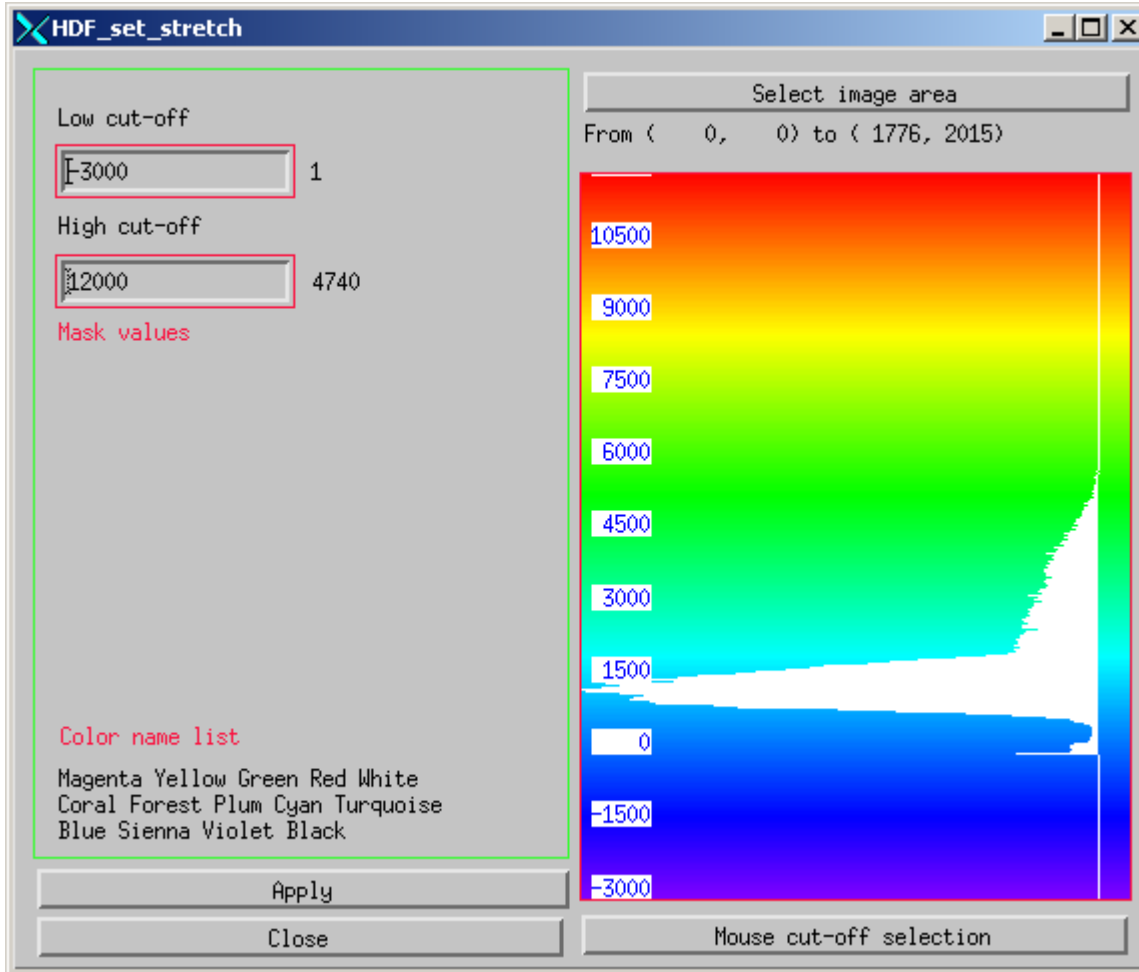 HDF_set_stretch
Low cut-off
-3000 1
High cut-off
12000 4740
Mask values
Color name list
Magenta Yellow Green Red White
Coral Forest Plum Cyan Turquoise
Blue Sienna Violet Black
Apply
Close
Select image area
From (    0,    0) to ( 1776, 2015)
10500
9000
7500
6000
4500
3000
1500
0
-1500
-3000
Mouse cut-off selection